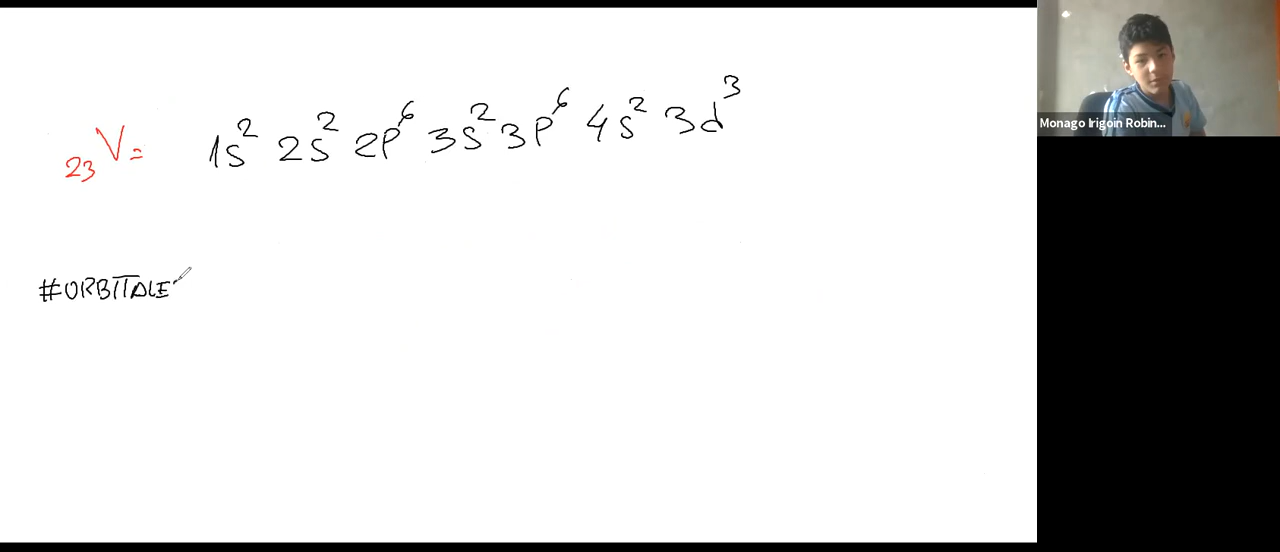 ₂₃V= 1s² 2s² 2p⁶ 3s² 3p⁶ 4s² 3d³
Monago Irigoin Robin...
#ORBITALE